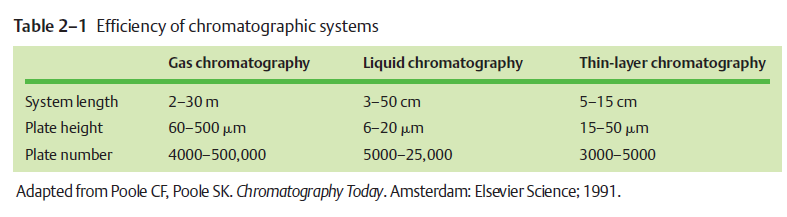 Table 2–1 Efficiency of chromatographic systems
Gas chromatography Liquid chromatography Thin-layer chromatography
System length 2–30 m 3–50 cm 5–15 cm
Plate height 60–500 μm 6–20 μm 15–50 μm
Plate number 4000–500,000 5000–25,000 3000–5000
Adapted from Poole CF, Poole SK. Chromatography Today. Amsterdam: Elsevier Science; 1991.